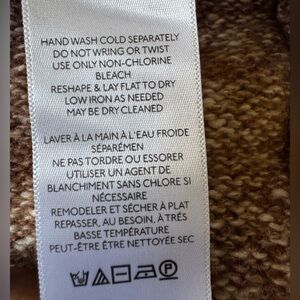 HAND WASH COLD SEPARATELY
DO NOT WRING OR TWIST
USE ONLY NON-CHLORINE
BLEACH
RESHAPE & LAY FLAT TO DRY
LOW IRON AS NEEDED
MAY BE DRY CLEANED
LAVER À LA MAIN À L'EAU FROIDE
SÉPARÉMEN
NE PAS TORDRE OU ESSORER
UTILISER UN AGENT DE
BLANCHIMENT SANS CHLORE SI
NÉCESSAIRE
REMODELER ET SÉCHER À PLAT
REPASSER, AU BESOIN, À TRÈS
BASSE TEMPÉRATURE
PEUT-ÊTRE ÊTRE NETTOYÉE SEC